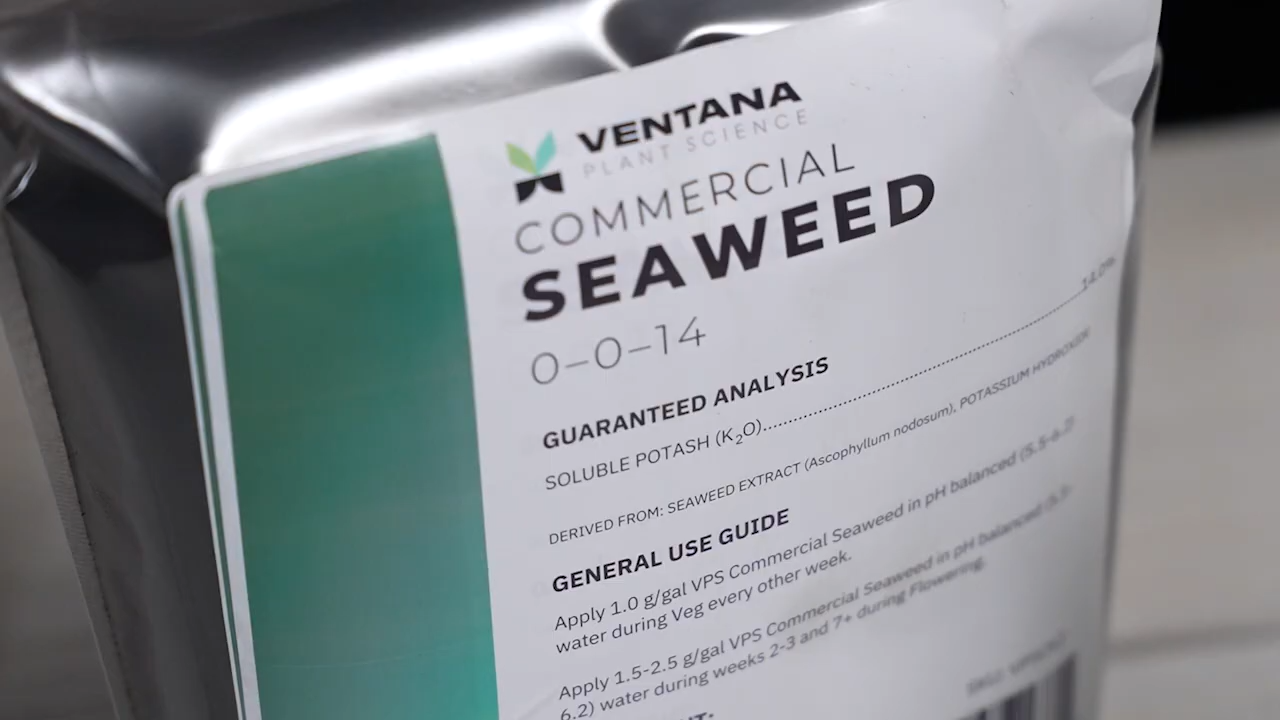 VENTANA
PLANT SCIENCE
COMMERCIAL
SEAWEED
0-0-14
GUARANTEED ANALYSIS
SOLUBLE POTASH (K₂O)........................14.0%
DERIVED FROM: SEAWEED EXTRACT (Ascophyllum nodosum), POTASSIUM HYDROXIDE
GENERAL USE GUIDE
Apply 1.0 g/gal VPS Commercial Seaweed in pH balanced (5.5-6.2)
water during Veg every other week.
Apply 1.5-2.5 g/gal VPS Commercial Seaweed in pH balanced (5.5-
6.2) water during weeks 2-3 and 7+ during Flowering.